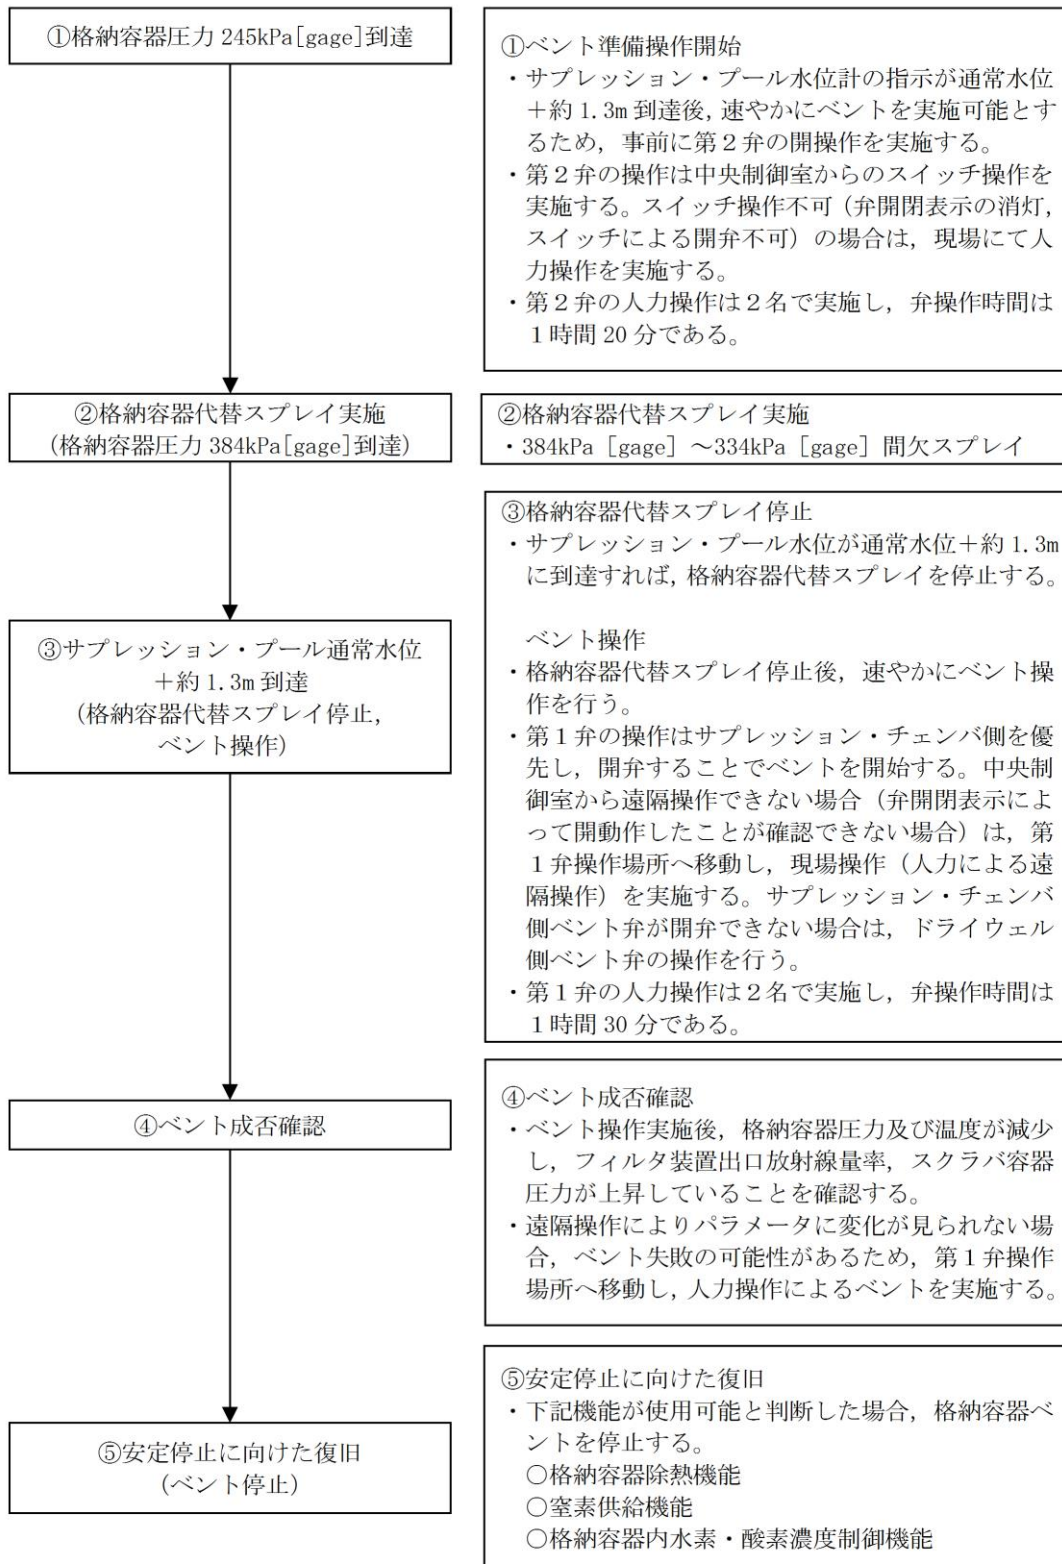 ①格納容器圧力 245kPa[gage]到達
①ベント準備操作開始
・サプレッション・プール水位計の指示が通常水位
＋約 1.3m 到達後，速やかにベントを実施可能とす
るため，事前に第２弁の開操作を実施する。
・第２弁の操作は中央制御室からのスイッチ操作を
実施する。スイッチ操作不可（弁開閉表示の消灯，
スイッチによる開弁不可）の場合は，現場にて人
力操作を実施する。
・第２弁の人力操作は２名で実施し，弁操作時間は
１時間 20 分である。
②格納容器代替スプレイ実施
(格納容器圧力 384kPa[gage]到達)
②格納容器代替スプレイ実施
・384kPa［gage］～334kPa［gage］間欠スプレイ
③サプレッション・プール通常水位
＋約 1.3m 到達
(格納容器代替スプレイ停止，
ベント操作)
③格納容器代替スプレイ停止
・サプレッション・プール水位が通常水位＋約 1.3m
に到達すれば，格納容器代替スプレイを停止する。
ベント操作
・格納容器代替スプレイ停止後，速やかにベント操
作を行う。
・第１弁の操作はサプレッション・チェンバ側を優
先し，開弁することでベントを開始する。中央制
御室から遠隔操作できない場合（弁開閉表示によ
って開動作したことが確認できない場合）は，第
１弁操作場所へ移動し，現場操作（人力による遠
隔操作）を実施する。サプレッション・チェンバ
側ベント弁が開弁できない場合は，ドライウェル
側ベント弁の操作を行う。
・第１弁の人力操作は２名で実施し，弁操作時間は
１時間 30 分である。
④ベント成否確認
④ベント成否確認
・ベント操作実施後，格納容器圧力及び温度が減少
し，フィルタ装置出口放射線量率，スクラバ容器
圧力が上昇していることを確認する。
・遠隔操作によりパラメータに変化が見られない場
合，ベント失敗の可能性があるため，第１弁操作
場所へ移動し，人力操作によるベントを実施する。
⑤安定停止に向けた復旧
(ベント停止)
⑤安定停止に向けた復旧
・下記機能が使用可能と判断した場合，格納容器ベ
ントを停止する。
○格納容器除熱機能
○窒素供給機能
○格納容器内水素・酸素濃度制御機能